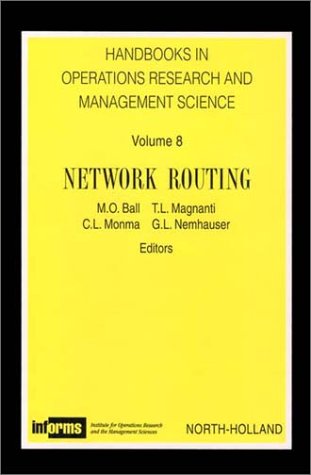 HANDBOOKS IN
OPERATIONS RESEARCH AND
MANAGEMENT SCIENCE
Volume 8
NETWORK ROUTING
M.O. Ball T.L. Magnanti
C.L. Monma G.L. Nemhauser
Editors
informs
Institute for Operations Research
and the Management Sciences
NORTH-HOLLAND